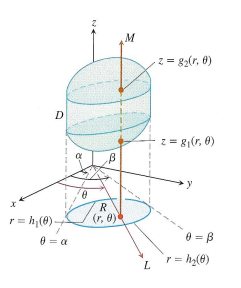 z
M
z = g₂(r, θ)
R
D
z = g₁(r, θ)
α
β
θ
y
x
R
r = h₁(θ)
(r, θ)
θ = α
θ = β
r = h₂(θ)
L